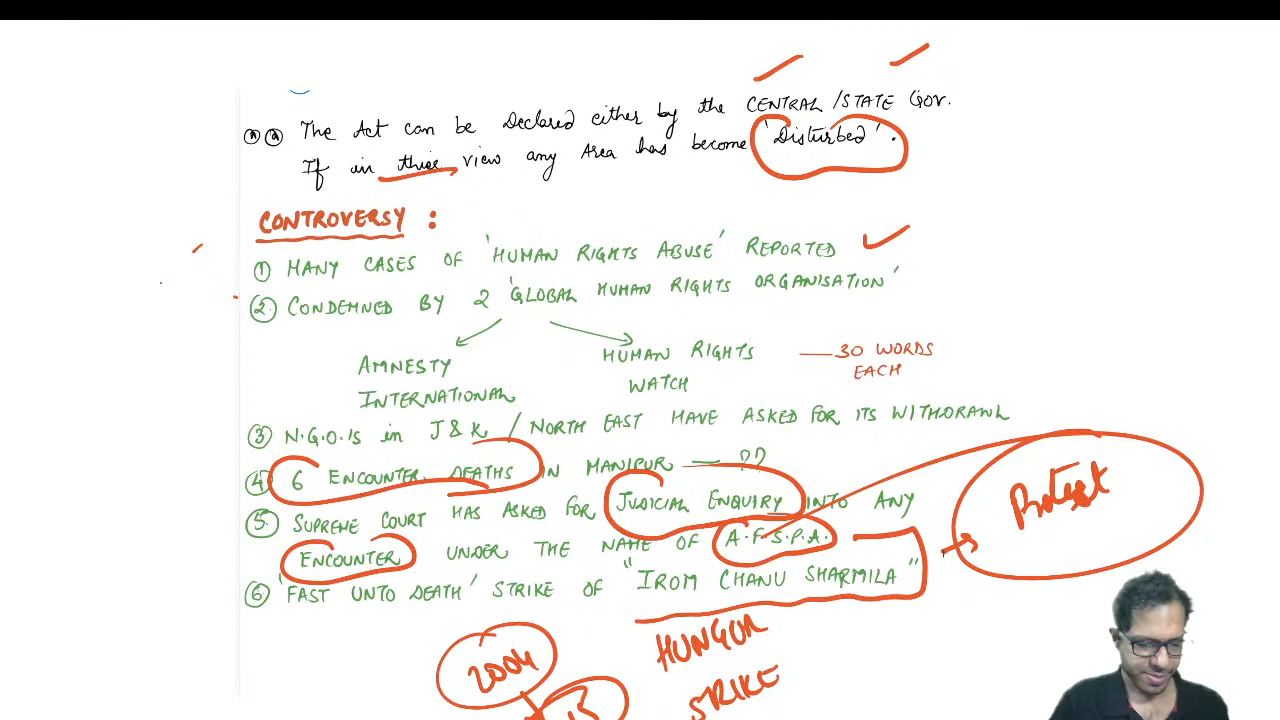 The Act can be Declared either by the CENTRAL/STATE Gov.
If in thier view any Area has become 'Disturbed'.
CONTROVERSY :
① MANY CASES OF 'HUMAN RIGHTS ABUSE' REPORTED
② CONDEMNED BY 2 'GLOBAL HUMAN RIGHTS ORGANISATION'
AMNESTY INTERNATIONAL
HUMAN RIGHTS WATCH
— 30 WORDS EACH
③ N.G.O.'s in J & K / NORTH EAST HAVE ASKED FOR ITS WITHDRAWL
④ 6 ENCOUNTER DEATHS IN MANIPUR — ??
⑤ SUPREME COURT HAS ASKED FOR JUDICIAL ENQUIRY INTO ANY
ENCOUNTER UNDER THE NAME OF A.F.S.P.A.
Protest
⑥ 'FAST UNTO DEATH' STRIKE OF "IROM CHANU SHARMILA"
HUNGUR
STRIKE
2004